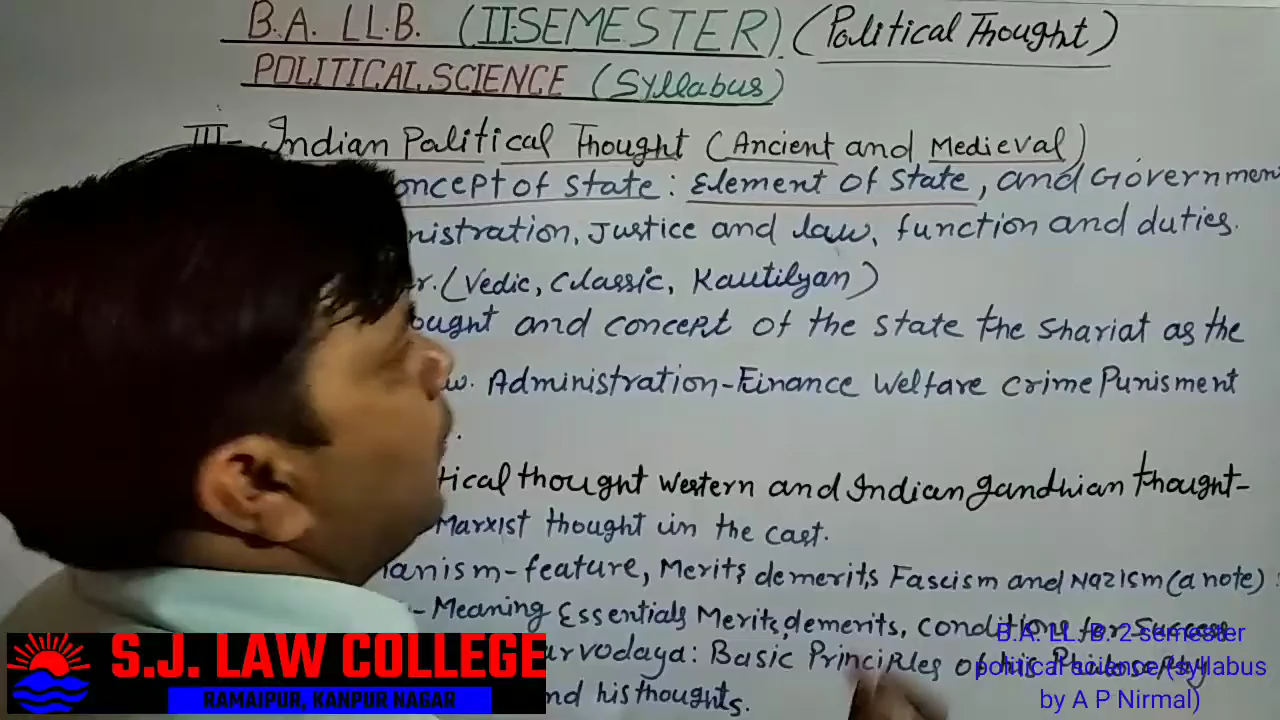 B.A. LL.B. (II SEMESTER) (Political Thought)
POLITICAL SCIENCE (Syllabus)
III- Indian Political Thought (Ancient and Medieval)
oncept of State: Element of State, and Government
nistration, Justice and law, function and duties.
r. (Vedic, Classic, Kautilyan)
ought and concept of the State the Shariat as the
w. Administration-Finance Welfare crime Punisment
tical thought Western and Indian gandhian thought-
Marxist thought in the cast.
anism-feature, Merits demerits Fascism and Nazism (a note):
- Meaning Essentials Merits, demerits, conditions for Success
arvodaya: Basic Principles of his Philosophy
nd his thoughts.
S.J. LAW COLLEGE
RAMAIPUR, KANPUR NAGAR
B.A. LL. B. 2 semester
political science (syllabus
by A P Nirmal)